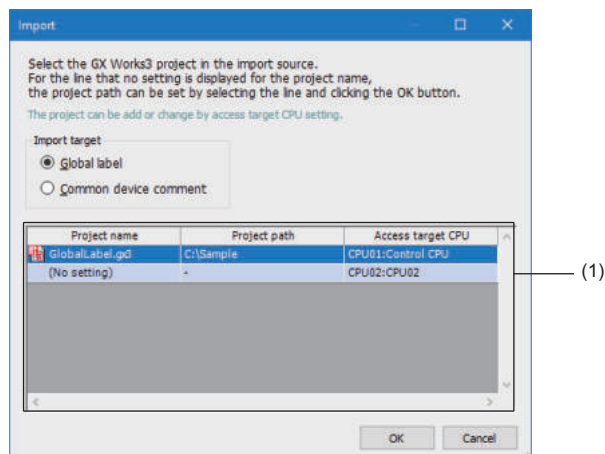 Import
Select the GX Works3 project in the import source.
For the line that no setting is displayed for the project name,
the project path can be set by selecting the line and clicking the OK button.
The project can be add or change by access target CPU setting.
Import target
Global label
Common device comment
Project name Project path Access target CPU
GlobalLabel.gx3 C:\Sample CPU01:Control CPU
(No setting) - CPU02:CPU02
(1)
OK Cancel